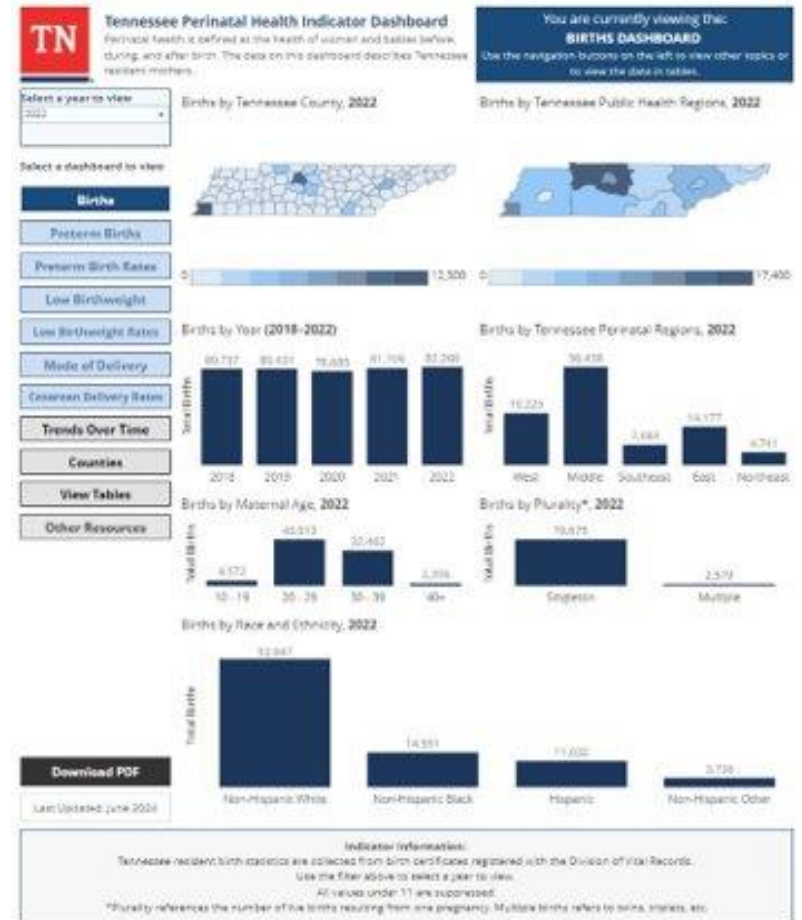 TN
Tennessee Perinatal Health Indicator Dashboard
Perinatal health is defined as the health of women and babies before,
during, and after birth. The data on this dashboard describes Tennessee
resident mothers.
You are currently viewing the:
BIRTHS DASHBOARD
Use the navigation buttons on the left to view other topics or
to view the data in tables.
Select a year to view
2022
Select a dashboard to view
Births
Preterm Births
Preterm Birth Rates
Low Birthweight
Low Birthweight Rates
Mode of Delivery
Cesarean Delivery Rates
Trends Over Time
Counties
View Tables
Other Resources
Download PDF
Last Updated: June 2024
Births by Tennessee County, 2022
0
Births by Tennessee Public Health Regions, 2022
0 17,400
Births by Year (2018-2022)
Total Births
2018 2019 2020 2021 2022
Births by Tennessee Perinatal Regions, 2022
Total Births
14,177
West Middle Southeast East Northeast
Births by Maternal Age, 2022
Total Births
4,572
10 - 19 20 - 29 30 - 39 40+
Births by Plurality*, 2022
Total Births
2,579
Singleton Multiple
Births by Race and Ethnicity, 2022
Total Births
Non-Hispanic White Non-Hispanic Black Hispanic Non-Hispanic Other
Indicator Information:
Tennessee resident birth statistics are collected from birth certificates registered with the Division of Vital Records.
Use the filter above to select a year to view.
All values under 11 are suppressed.
*Plurality references the number of live births resulting from one pregnancy. Multiple births refers to twins, triplets, etc.